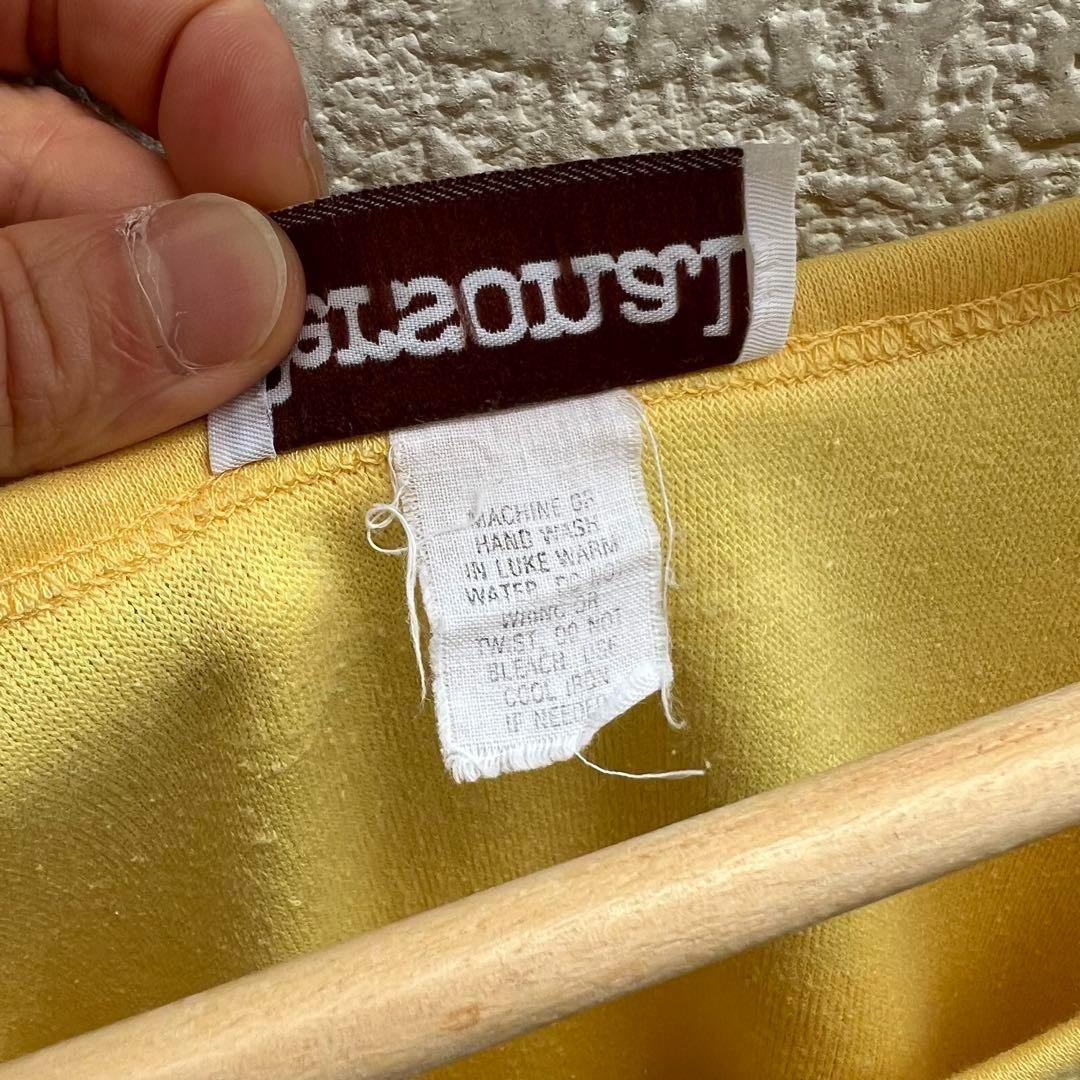 personal
MACHINE OR
HAND WASH
IN LUKE WARM
WATER. DO NOT
WRING OR
TWIST. DO NOT
BLEACH. USE
COOL IRON
IF NEEDED